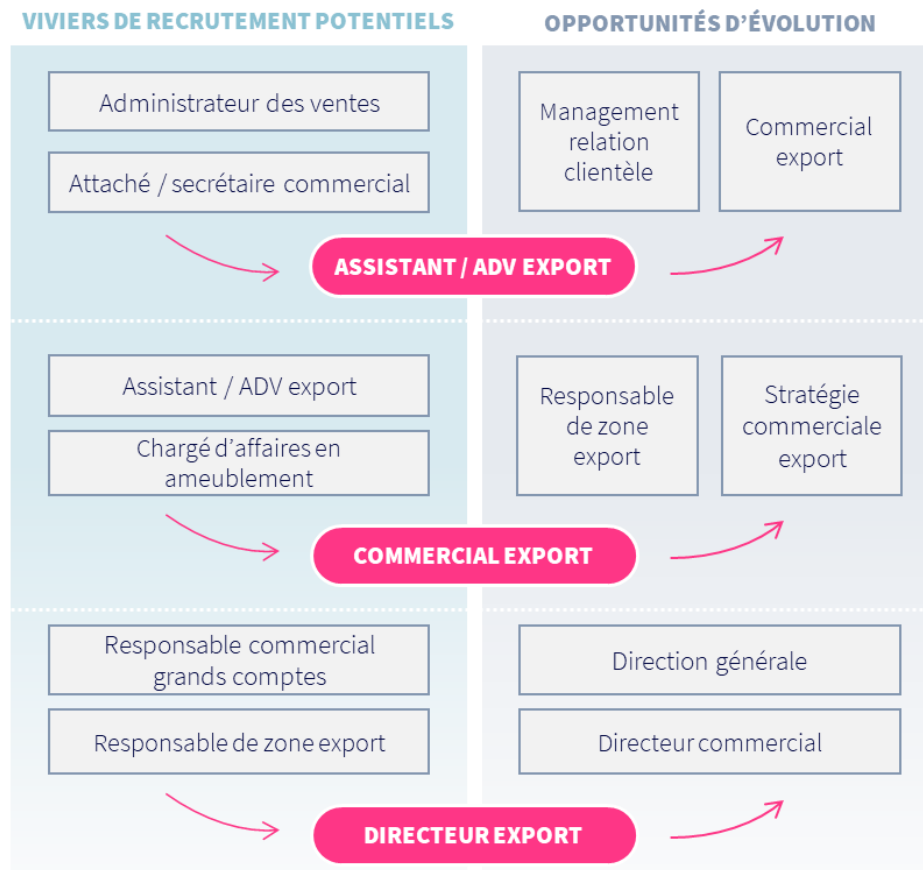 VIVIERS DE RECRUTEMENT POTENTIELS
OPPORTUNITÉS D'ÉVOLUTION
Administrateur des ventes
Attaché / secrétaire commercial
Management
relation
clientèle
Commercial
export
ASSISTANT / ADV EXPORT
Assistant / ADV export
Chargé d'affaires en
ameublement
Responsable
de zone
export
Stratégie
commerciale
export
COMMERCIAL EXPORT
Responsable commercial
grands comptes
Responsable de zone export
Direction générale
Directeur commercial
DIRECTEUR EXPORT